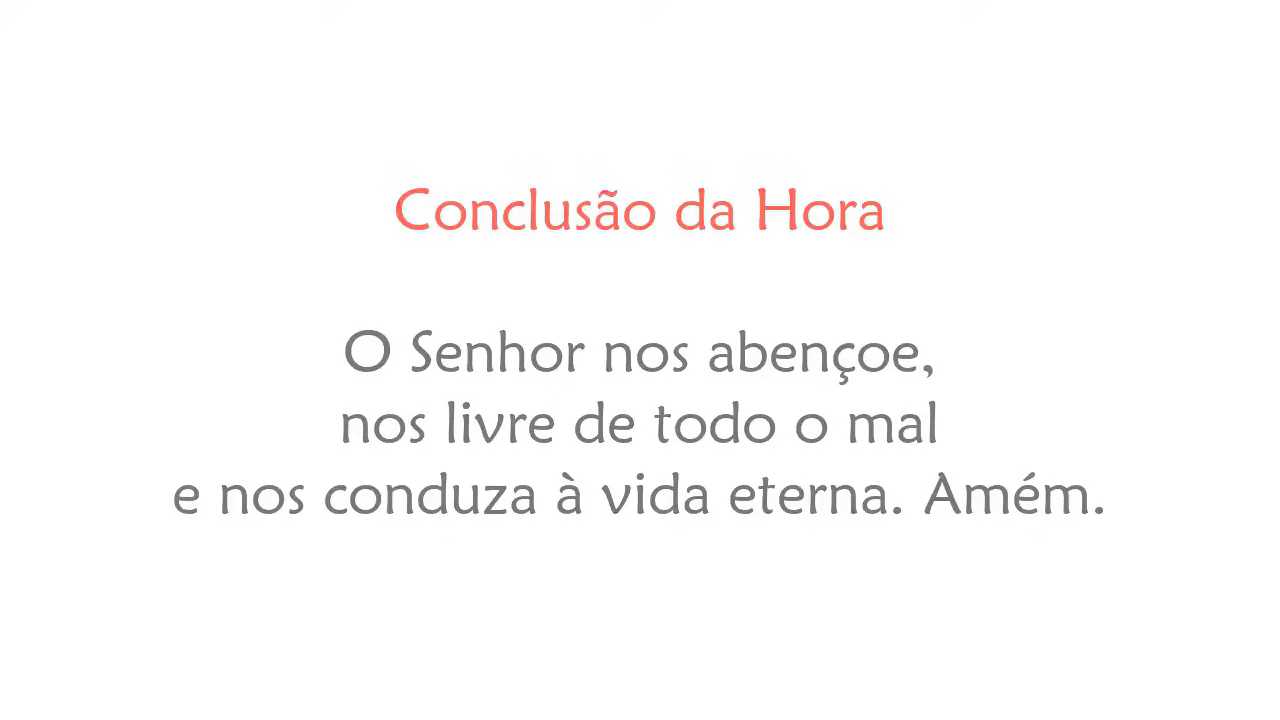 Conclusão da Hora
O Senhor nos abençoe,
nos livre de todo o mal
e nos conduza à vida eterna. Amém.